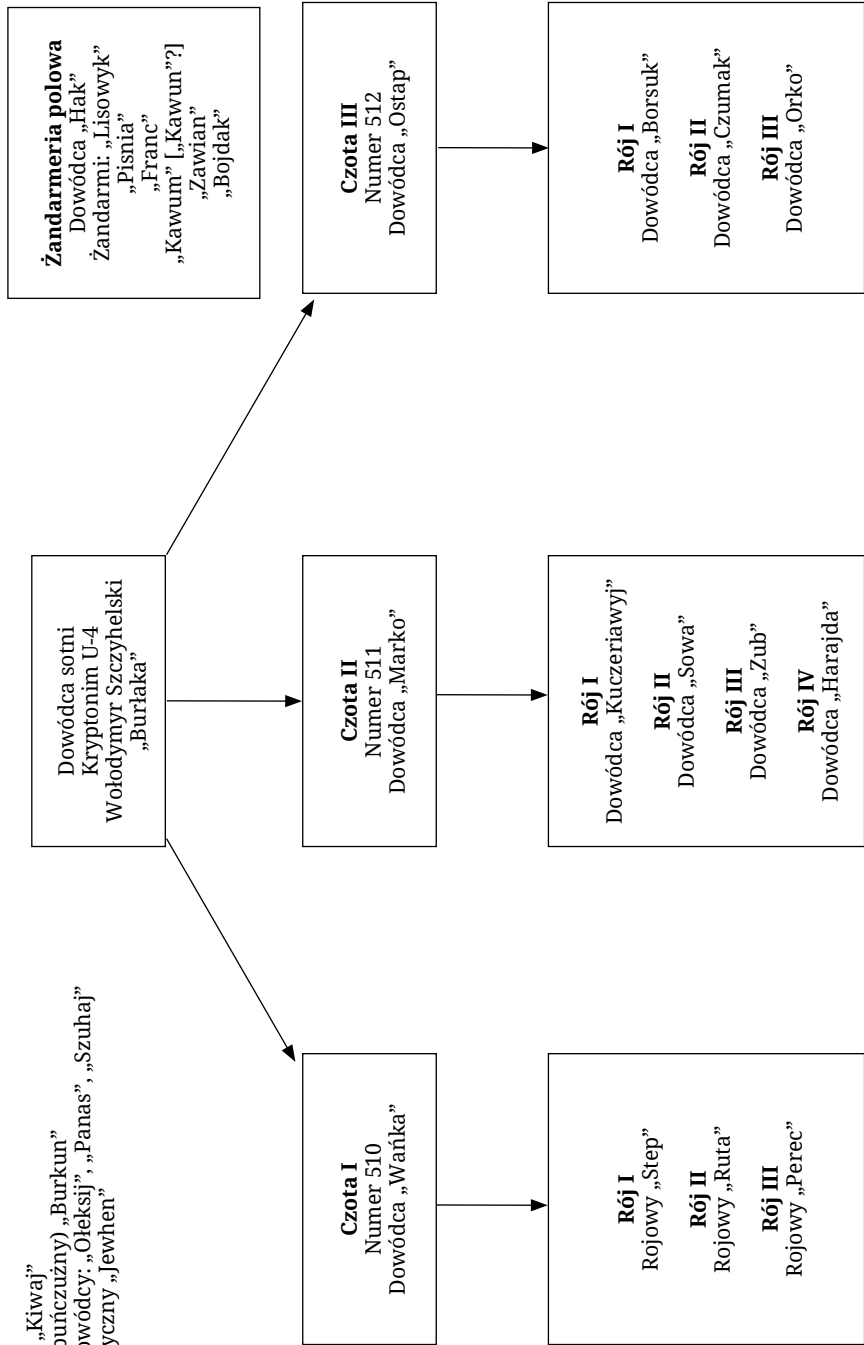 „Kiwaj”
buńczużny) „Burkun”
owódcy: „Ołeksij”, „Panas”, „Szuhaj”
yczny „Jewhen”
Dowódca sotni
Kryptonim U-4
Wołodymyr Szczyhelski
„Burłaka”
Żandarmeria polowa
Dowódca „Hak”
Żandarmi: „Lisowyk”
„Pisnia”
„Franc”
„Kawum” [„Kawun”?]
„Zawian”
„Bojdak”
Czota I
Numer 510
Dowódca „Wańka”
Czota II
Numer 511
Dowódca „Marko”
Czota III
Numer 512
Dowódca „Ostap”
Rój I
Rojowy „Step”
Rój II
Rojowy „Ruta”
Rój III
Rojowy „Perec”
Rój I
Dowódca „Kuczeriawyj”
Rój II
Dowódca „Sowa”
Rój III
Dowódca „Zub”
Rój IV
Dowódca „Harajda”
Rój I
Dowódca „Borsuk”
Rój II
Dowódca „Czumak”
Rój III
Dowódca „Orko”